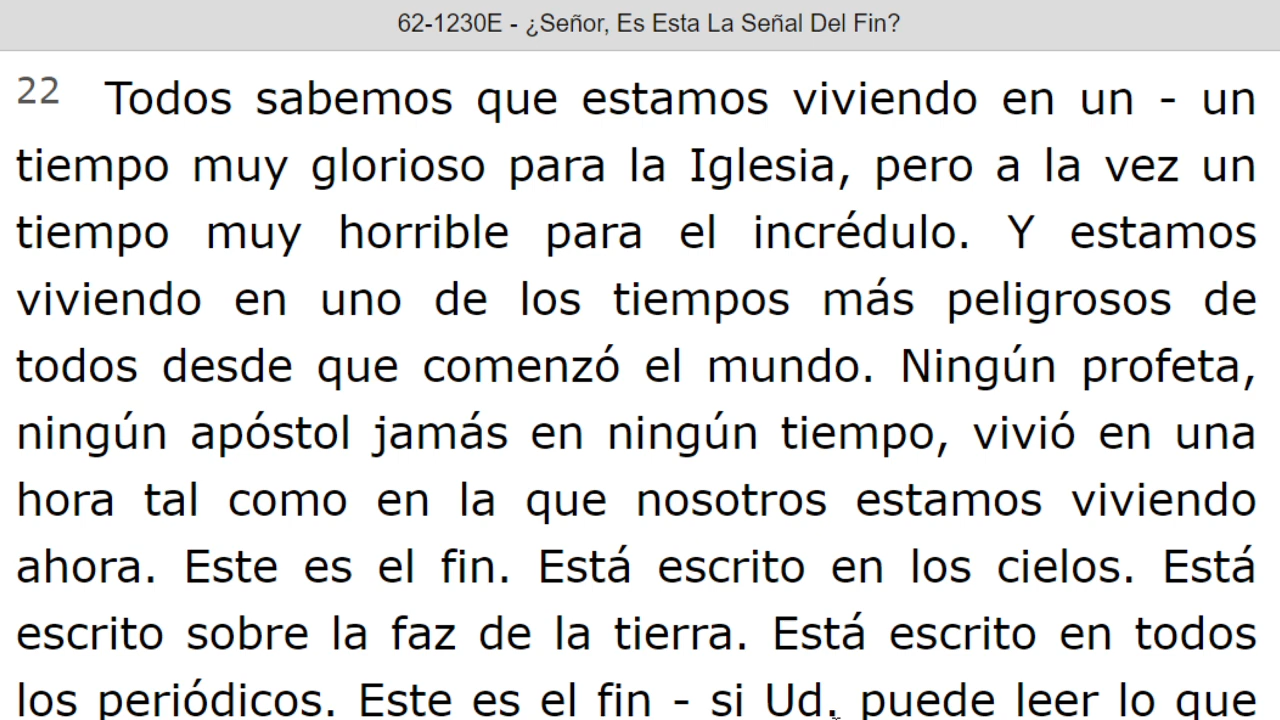 62-1230E - ¿Señor, Es Esta La Señal Del Fin?
22 Todos sabemos que estamos viviendo en un - un
tiempo muy glorioso para la Iglesia, pero a la vez un
tiempo muy horrible para el incrédulo. Y estamos
viviendo en uno de los tiempos más peligrosos de
todos desde que comenzó el mundo. Ningún profeta,
ningún apóstol jamás en ningún tiempo, vivió en una
hora tal como en la que nosotros estamos viviendo
ahora. Este es el fin. Está escrito en los cielos. Está
escrito sobre la faz de la tierra. Está escrito en todos
los periódicos. Este es el fin - si Ud. puede leer lo que